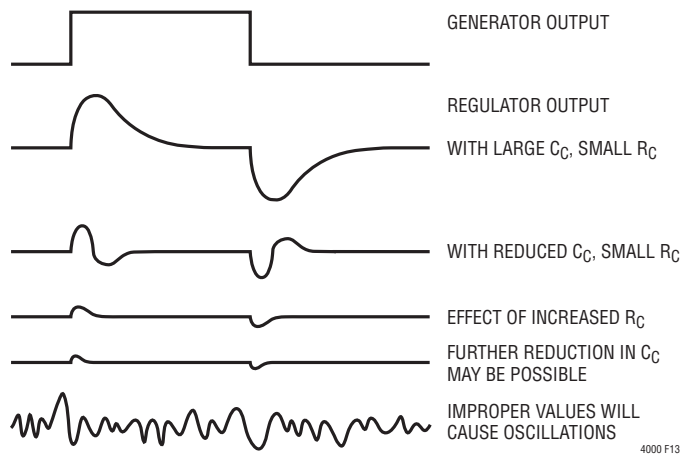 GENERATOR OUTPUT
REGULATOR OUTPUT
WITH LARGE CC, SMALL RC
WITH REDUCED CC, SMALL RC
EFFECT OF INCREASED RC
FURTHER REDUCTION IN CC
MAY BE POSSIBLE
IMPROPER VALUES WILL
CAUSE OSCILLATIONS
4000 F13